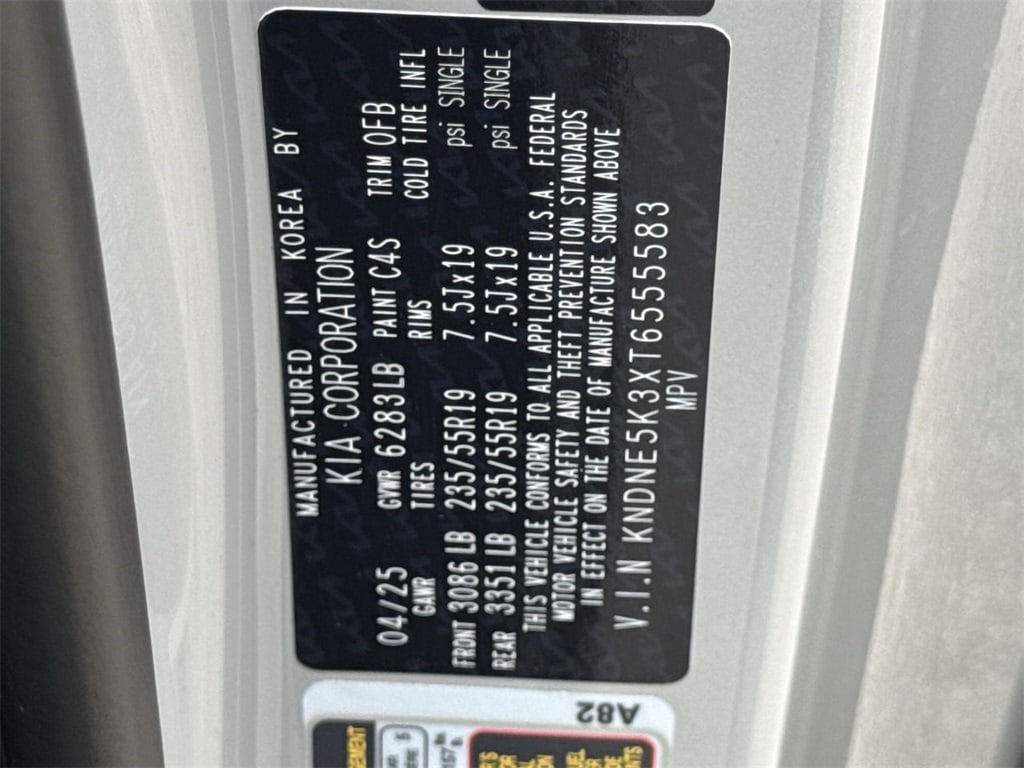 MANUFACTURED IN KOREA BY
KIA CORPORATION
04/25 GVWR 6283LB PAINT C4S TRIM OFB
GAWR TIRES RIMS COLD TIRE INFL
FRONT 3086 LB 235/55R19 7.5Jx19 psi SINGLE
REAR 3351 LB 235/55R19 7.5Jx19 psi SINGLE
THIS VEHICLE CONFORMS TO ALL APPLICABLE U.S.A. FEDERAL
MOTOR VEHICLE SAFETY AND THEFT PREVENTION STANDARDS
IN EFFECT ON THE DATE OF MANUFACTURE SHOWN ABOVE
V.I.N KNDNE5K3XT6555583
MPV
A82